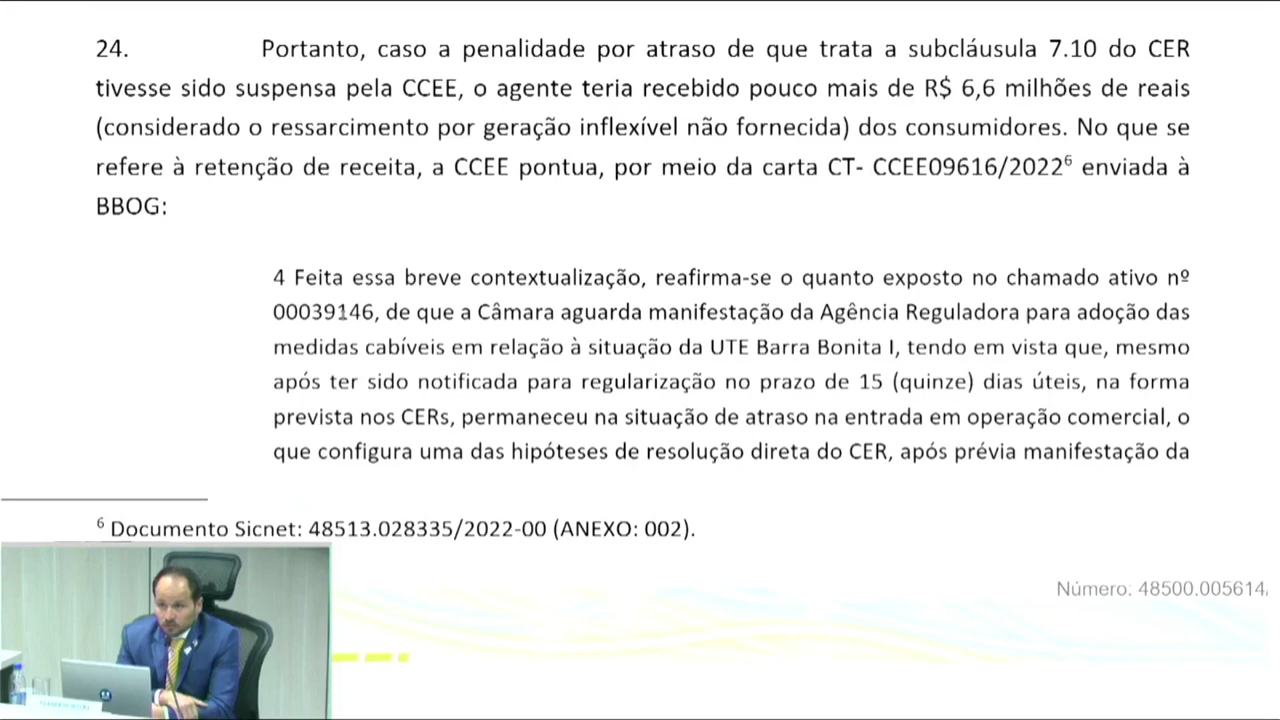 24. Portanto, caso a penalidade por atraso de que trata a subcláusula 7.10 do CER
tivesse sido suspensa pela CCEE, o agente teria recebido pouco mais de R$ 6,6 milhões de reais
(considerado o ressarcimento por geração inflexível não fornecida) dos consumidores. No que se
refere à retenção de receita, a CCEE pontua, por meio da carta CT- CCEE09616/2022⁶ enviada à
BBOG:
4 Feita essa breve contextualização, reafirma-se o quanto exposto no chamado ativo nº
00039146, de que a Câmara aguarda manifestação da Agência Reguladora para adoção das
medidas cabíveis em relação à situação da UTE Barra Bonita I, tendo em vista que, mesmo
após ter sido notificada para regularização no prazo de 15 (quinze) dias úteis, na forma
prevista nos CERs, permaneceu na situação de atraso na entrada em operação comercial, o
que configura uma das hipóteses de resolução direta do CER, após prévia manifestação da
⁶ Documento Sicnet: 48513.028335/2022-00 (ANEXO: 002).
Número: 48500.005614